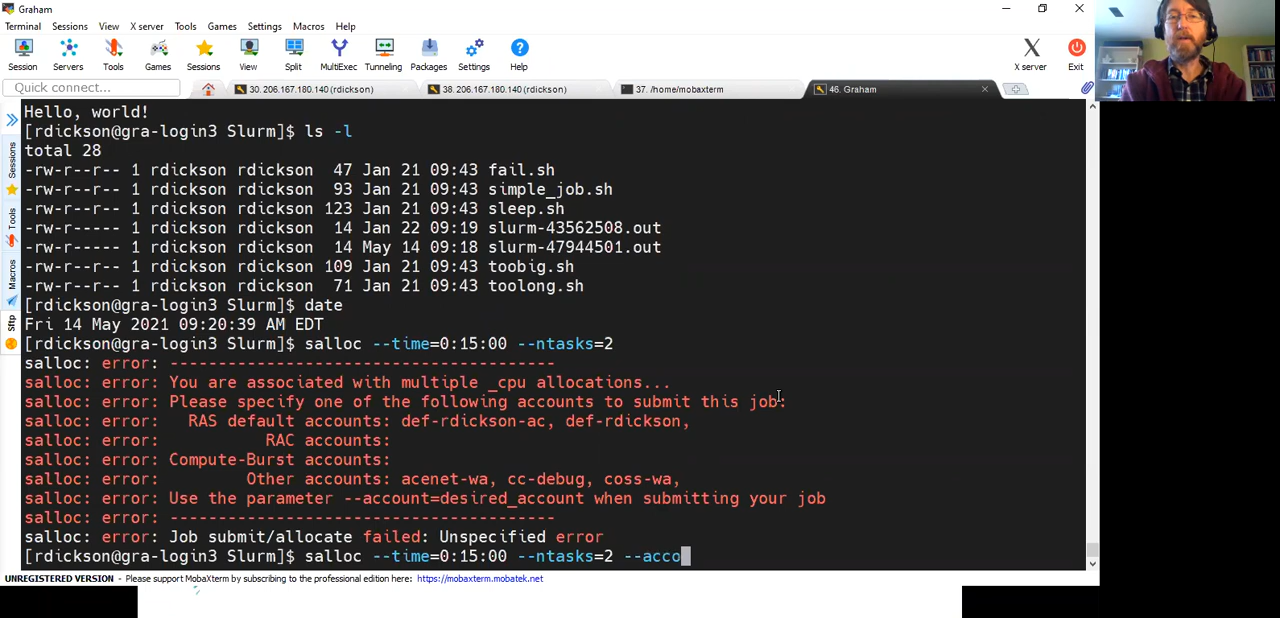 Graham
Terminal Sessions View X server Tools Games Settings Macros Help
Session Servers Tools Games Sessions View Split MultiExec Tunneling Packages Settings Help X server Exit
Quick connect... 30. 206.167.180.140 (rdickson) 38. 206.167.180.140 (rdickson) 37. /home/mobaxterm 46. Graham
Sessions
Tools
Macros
Sftp
Hello, world!
[rdickson@gra-login3 Slurm]$ ls -l
total 28
-rw-r--r-- 1 rdickson rdickson  47 Jan 21 09:43 fail.sh
-rw-r--r-- 1 rdickson rdickson  93 Jan 21 09:43 simple_job.sh
-rw-r--r-- 1 rdickson rdickson 123 Jan 21 09:43 sleep.sh
-rw-r--r-- 1 rdickson rdickson  14 Jan 22 09:19 slurm-43562508.out
-rw-r--r-- 1 rdickson rdickson  14 May 14 09:18 slurm-47944501.out
-rw-r--r-- 1 rdickson rdickson 109 Jan 21 09:43 toobig.sh
-rw-r--r-- 1 rdickson rdickson  71 Jan 21 09:43 toolong.sh
[rdickson@gra-login3 Slurm]$ date
Fri 14 May 2021 09:20:39 AM EDT
[rdickson@gra-login3 Slurm]$ salloc --time=0:15:00 --ntasks=2
salloc: error: ----------------------------------------
salloc: error: You are associated with multiple _cpu allocations...
salloc: error: Please specify one of the following accounts to submit this job:
salloc: error:   RAS default accounts: def-rdickson-ac, def-rdickson,
salloc: error:           RAC accounts:
salloc: error: Compute-Burst accounts:
salloc: error:         Other accounts: acenet-wa, cc-debug, coss-wa,
salloc: error: Use the parameter --account=desired_account when submitting your job
salloc: error: ----------------------------------------
salloc: error: Job submit/allocate failed: Unspecified error
[rdickson@gra-login3 Slurm]$ salloc --time=0:15:00 --ntasks=2 --acco
UNREGISTERED VERSION - Please support MobaXterm by subscribing to the professional edition here: https://mobaxterm.mobatek.net